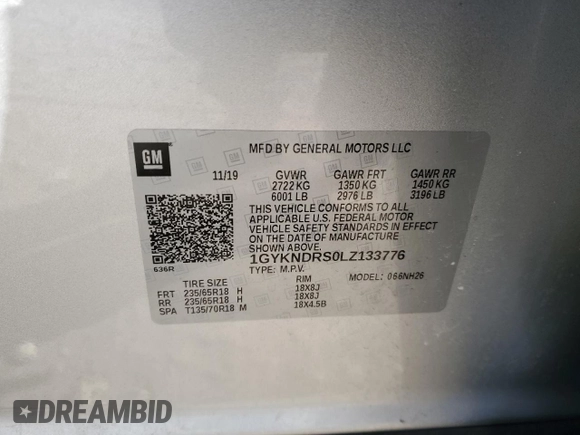 GM
MFD BY GENERAL MOTORS LLC
11/19 GVWR GAWR FRT GAWR RR
2722 KG 1350 KG 1450 KG
6001 LB 2976 LB 3196 LB
THIS VEHICLE CONFORMS TO ALL
APPLICABLE U.S. FEDERAL MOTOR
VEHICLE SAFETY STANDARDS IN EFFECT
ON THE DATE OF MANUFACTURE
SHOWN ABOVE.
1GYKNDRS0LZ133776
TYPE: M.P.V. MODEL: 066NH26
636R
TIRE SIZE RIM
FRT 235/65R18 H 18X8J
RR 235/65R18 H 18X8J
SPA T135/70R18 M 18X4.5B
DREAMBID